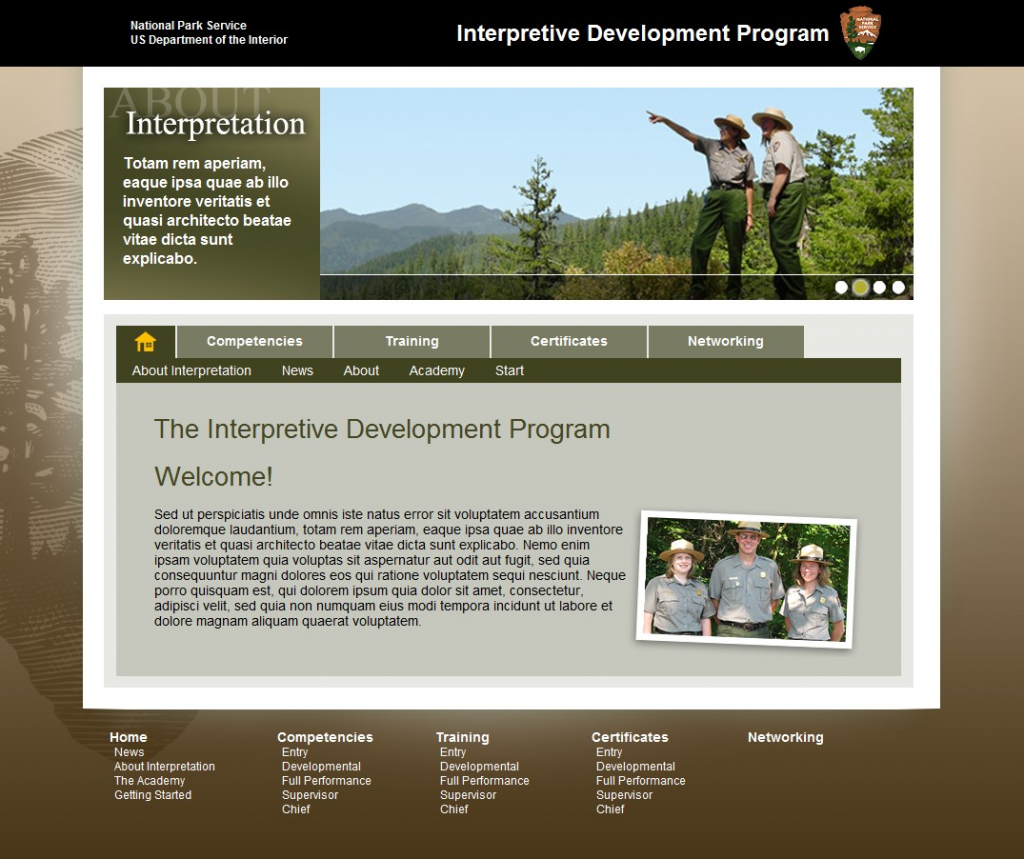 National Park Service
US Department of the Interior
Interpretive Development Program
NATIONAL
PARK
SERVICE
ABOUT
Interpretation
Totam rem aperiam,
eaque ipsa quae ab illo
inventore veritatis et
quasi architecto beatae
vitae dicta sunt
explicabo.
Competencies
Training
Certificates
Networking
About Interpretation
News
About
Academy
Start
The Interpretive Development Program
Welcome!
Sed ut perspiciatis unde omnis iste natus error sit voluptatem accusantium
doloremque laudantium, totam rem aperiam, eaque ipsa quae ab illo inventore
veritatis et quasi architecto beatae vitae dicta sunt explicabo. Nemo enim
ipsam voluptatem quia voluptas sit aspernatur aut odit aut fugit, sed quia
consequuntur magni dolores eos qui ratione voluptatem sequi nesciunt. Neque
porro quisquam est, qui dolorem ipsum quia dolor sit amet, consectetur,
adipisci velit, sed quia non numquam eius modi tempora incidunt ut labore et
dolore magnam aliquam quaerat voluptatem.
Home
News
About Interpretation
The Academy
Getting Started
Competencies
Entry
Developmental
Full Performance
Supervisor
Chief
Training
Entry
Developmental
Full Performance
Supervisor
Chief
Certificates
Entry
Developmental
Full Performance
Supervisor
Chief
Networking